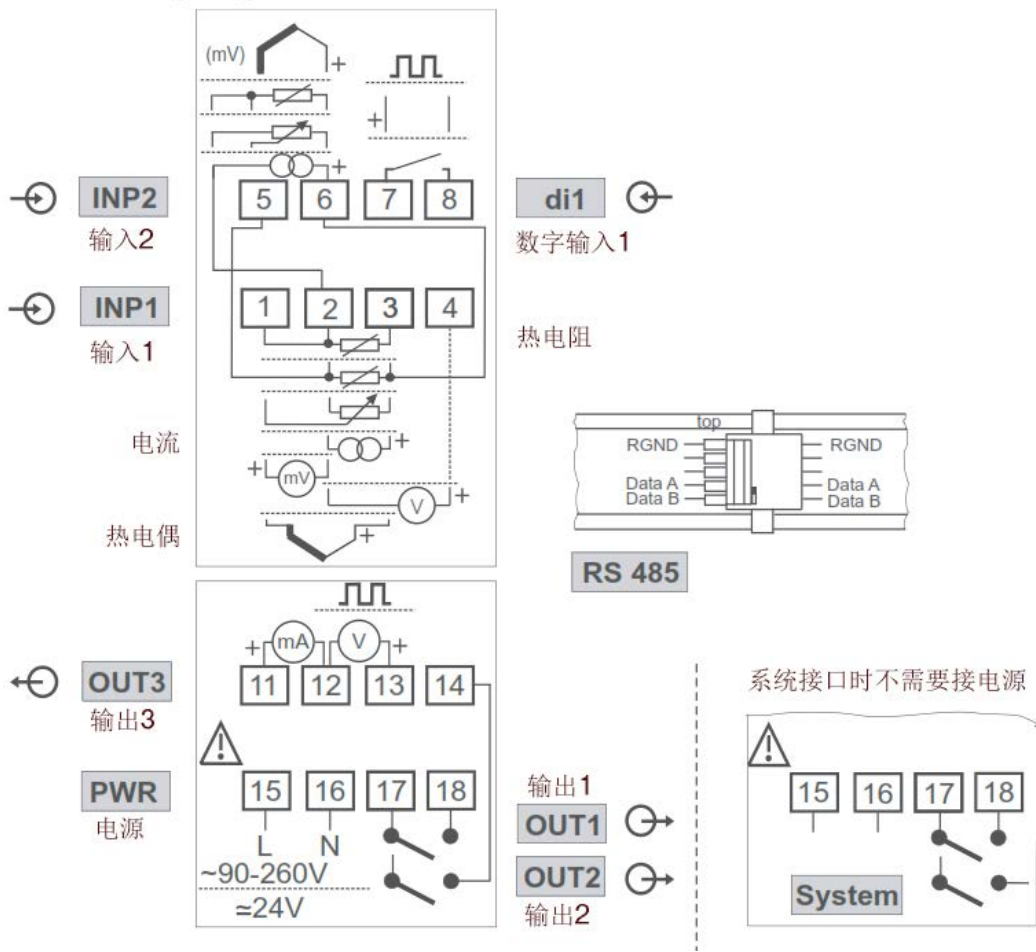 (mV)
+
+
+
5 6 7 8
INP2
输入2
di1
数字输入1
INP1
输入1
1 2 3 4
热电阻
电流
+
+
mV
V
+
热电偶
+
top
RGND
RGND
Data A
Data B
Data A
Data B
RS 485
+
mA
V
+
11 12 13 14
OUT3
输出3
系统接口时不需要接电源
PWR
电源
15 16 17 18
L N
~90-260V
≃24V
输出1
OUT1
OUT2
输出2
15 16 17 18
System